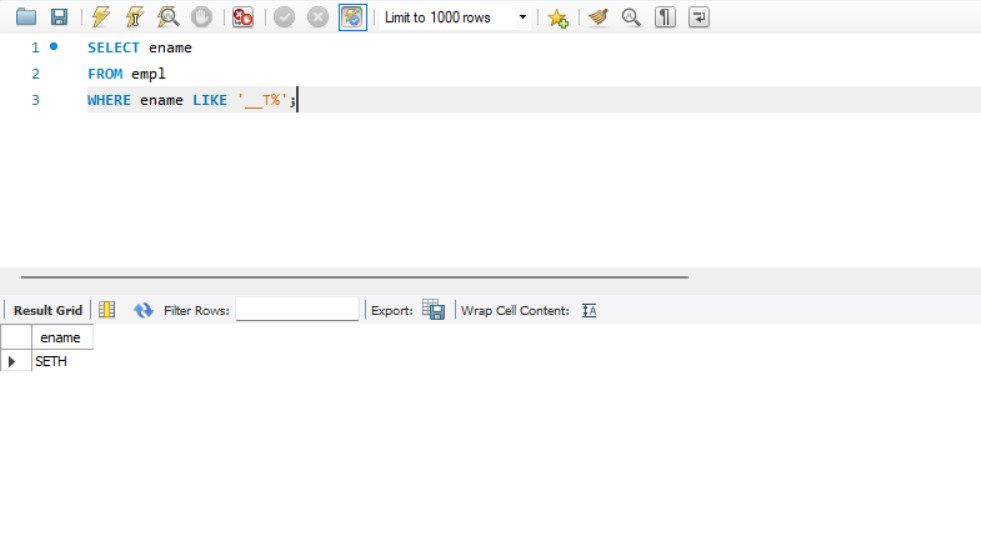 Limit to 1000 rows
1 SELECT ename
2 FROM empl
3 WHERE ename LIKE '__T%';
Result Grid Filter Rows: Export: Wrap Cell Content:
ename
SETH